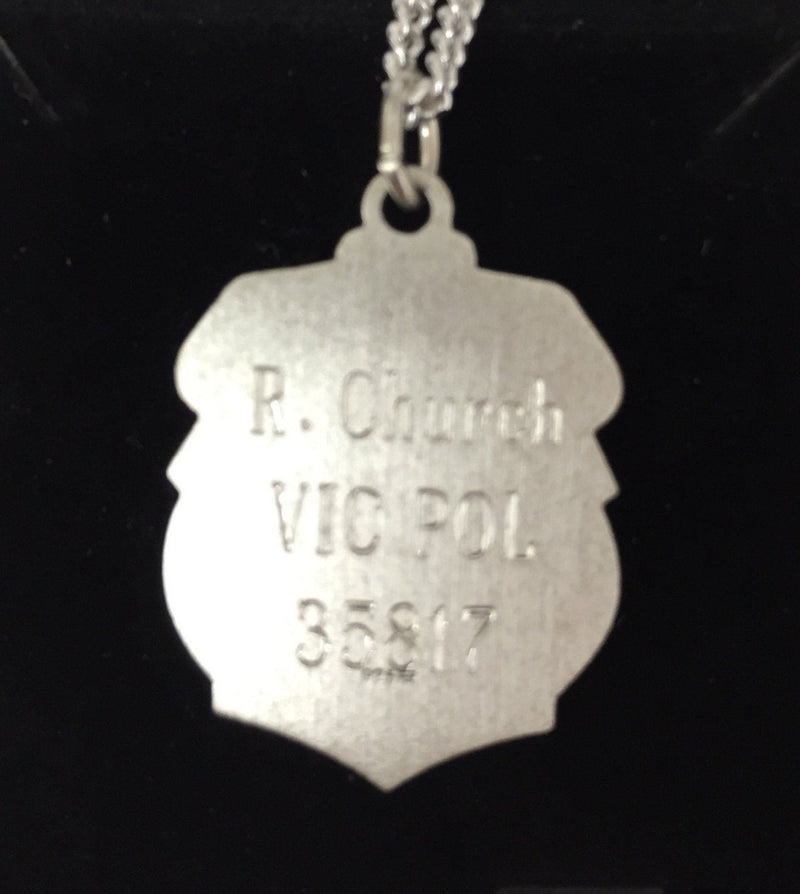 R. Church
VIC POL
35817